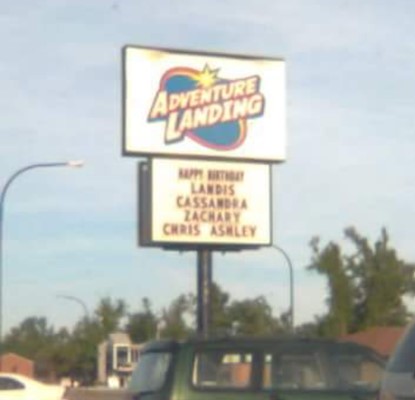 ADVENTURE
LANDING
HAPPY BIRTHDAY
LANDIS
CASSANDRA
ZACHARY
CHRIS ASHLEY